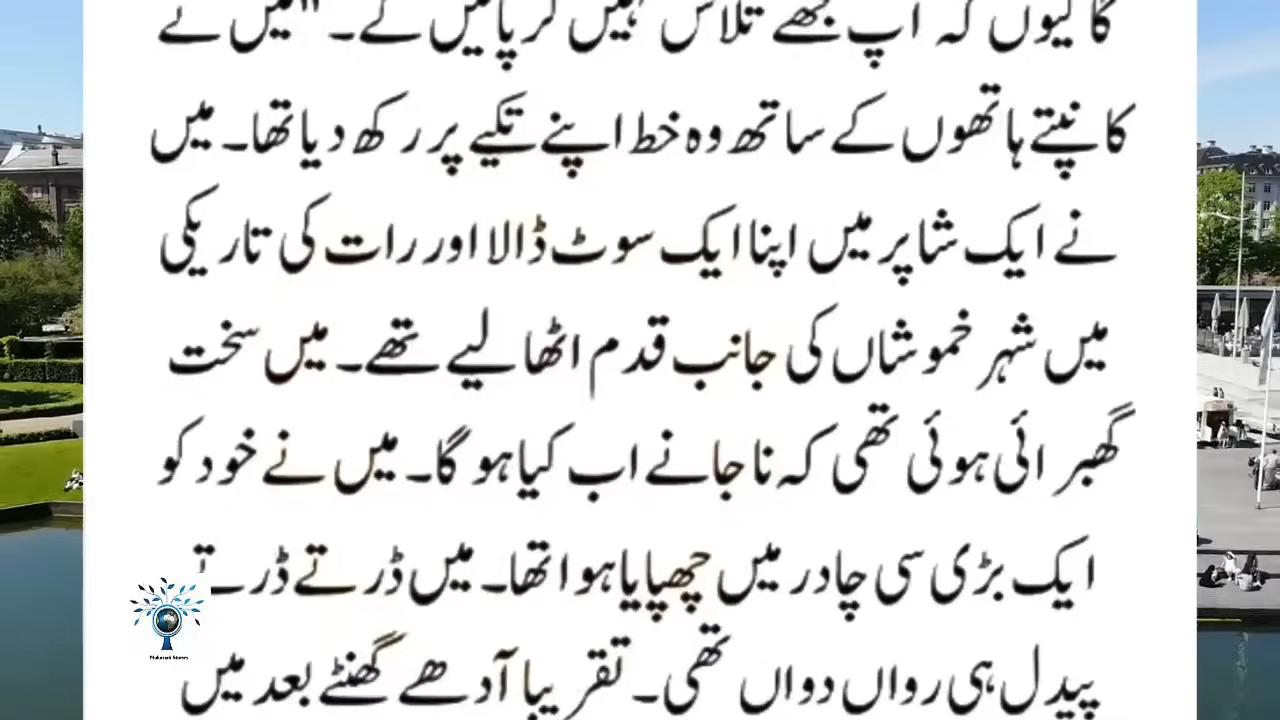 گا کیوں کہ آپ مجھے تلاش نہیں کر پائیں گے۔ "میں نے
کانپتے ہاتھوں کے ساتھ وہ خط اپنے تکیے پر رکھ دیا تھا۔ میں
نے ایک شاپر میں اپنا ایک سوٹ ڈالا اور رات کی تاریکی
میں شہر خموشاں کی جانب قدم اٹھا لیے تھے۔ میں سخت
گھبرائی ہوئی تھی کہ نا جانے اب کیا ہو گا۔ میں نے خود کو
ایک بڑی سی چادر میں چھپایا ہوا تھا۔ میں ڈرتے ڈرتے
پیدل ہی رواں دواں تھی۔ تقریبا آدھے گھنٹے بعد میں